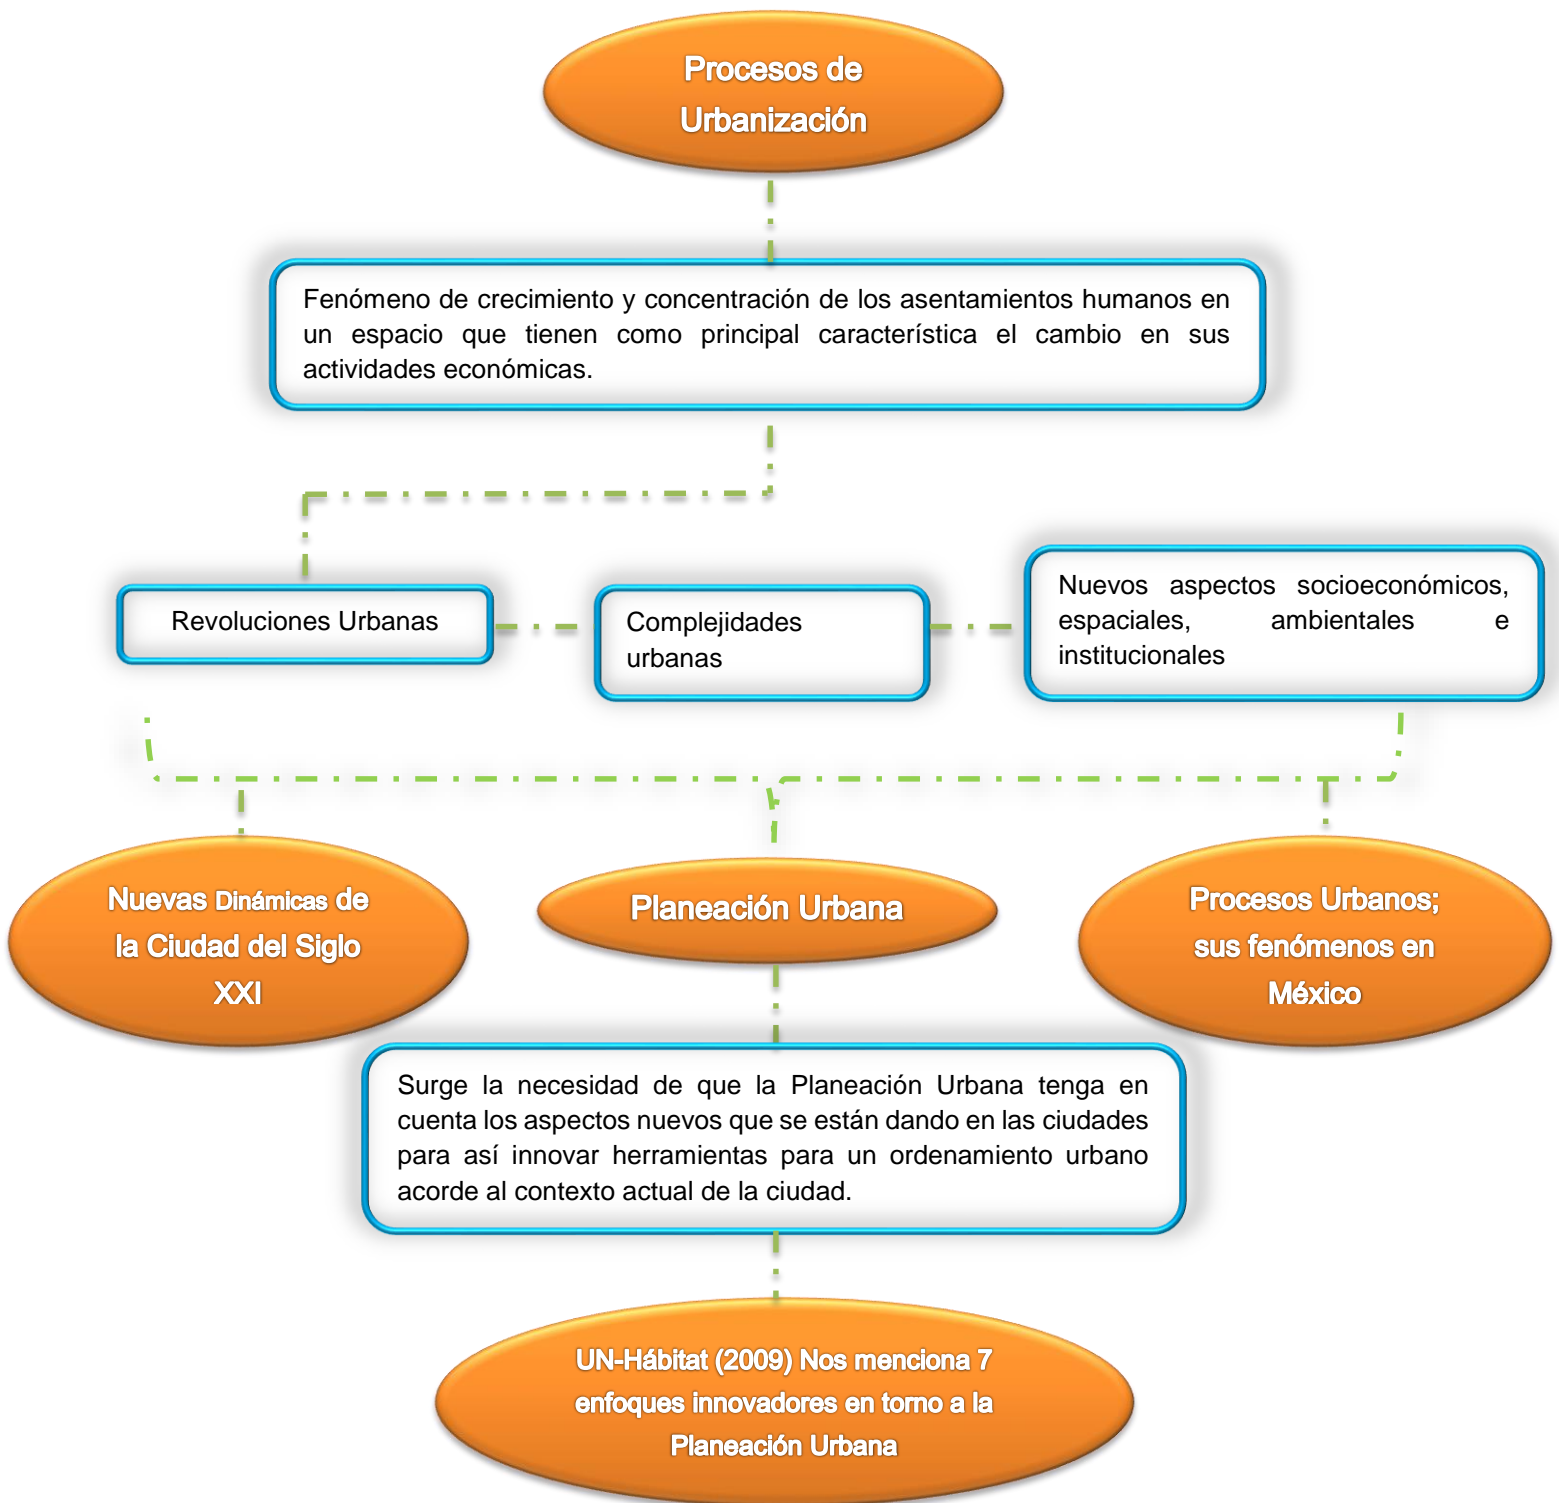 Procesos de
Urbanización
Fenómeno de crecimiento y concentración de los asentamientos humanos en
un espacio que tienen como principal característica el cambio en sus
actividades económicas.
Revoluciones Urbanas
Complejidades
urbanas
Nuevos aspectos socioeconómicos,
espaciales, ambientales e
institucionales
Nuevas Dinámicas de
la Ciudad del Siglo
XXI
Planeación Urbana
Procesos Urbanos;
sus fenómenos en
México
Surge la necesidad de que la Planeación Urbana tenga en
cuenta los aspectos nuevos que se están dando en las ciudades
para así innovar herramientas para un ordenamiento urbano
acorde al contexto actual de la ciudad.
UN-Hábitat (2009) Nos menciona 7
enfoques innovadores en torno a la
Planeación Urbana